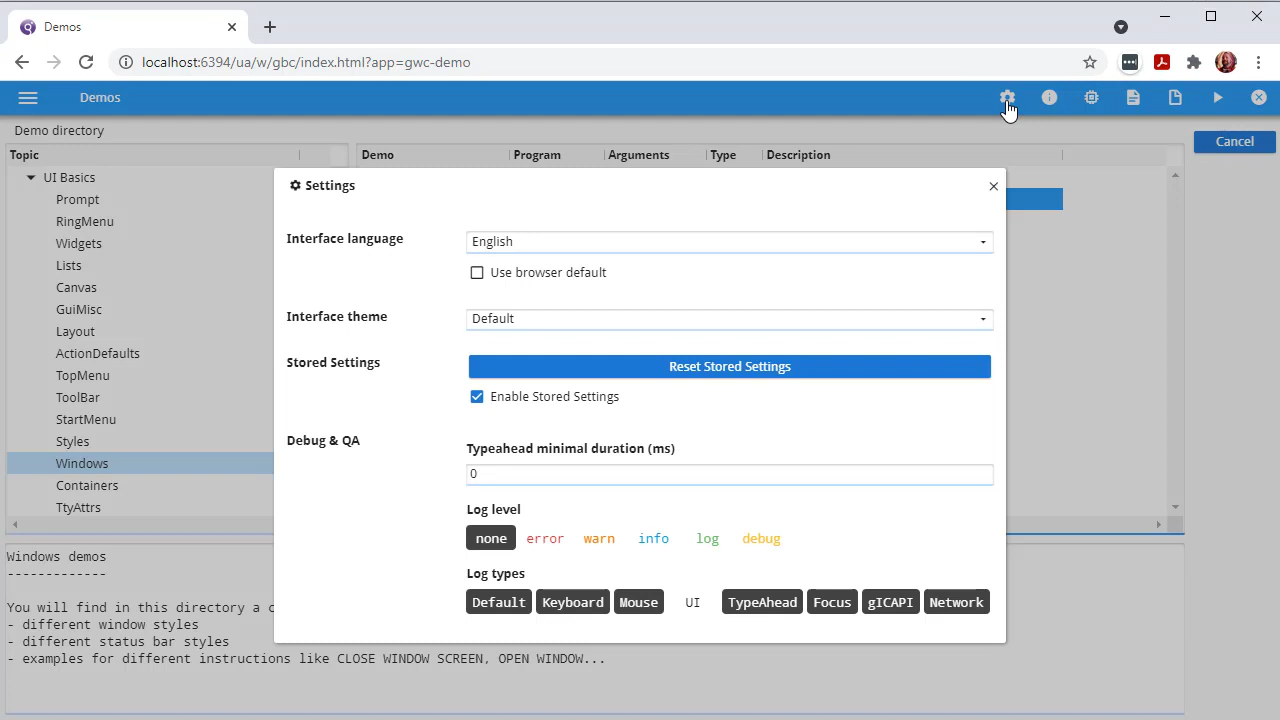 Demos
localhost:6394/ua/w/gbc/index.html?app=gwc-demo
Demos
Demo directory
Topic
Demo Program Arguments Type Description
Cancel
UI Basics
Prompt
RingMenu
Widgets
Lists
Canvas
GuiMisc
Layout
ActionDefaults
TopMenu
ToolBar
StartMenu
Styles
Windows
Containers
TtyAttrs
Settings
Interface language
English
Use browser default
Interface theme
Default
Stored Settings
Reset Stored Settings
Enable Stored Settings
Debug & QA
Typeahead minimal duration (ms)
0
Log level
none error warn info log debug
Log types
Default Keyboard Mouse UI TypeAhead Focus gICAPI Network
Windows demos
-------------
You will find in this directory a c
- different window styles
- different status bar styles
- examples for different instructions like CLOSE WINDOW SCREEN, OPEN WINDOW...